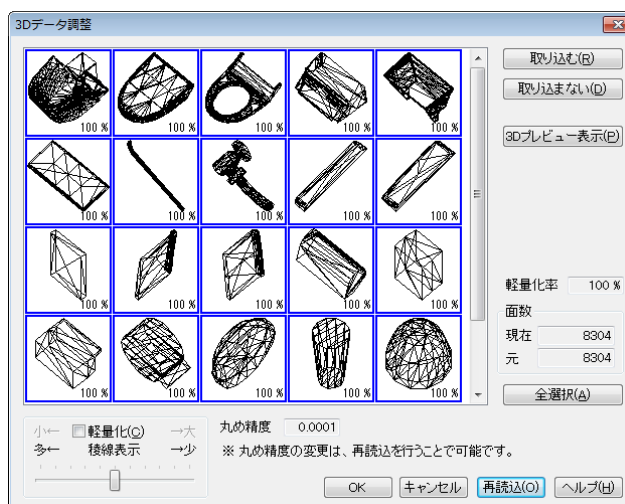 3Dデータ調整
100 % 100 % 100 % 100 % 100 %
100 % 100 % 100 % 100 % 100 %
100 % 100 % 100 % 100 % 100 %
100 % 100 % 100 % 100 % 100 %
取り込む(R)
取り込まない(D)
3Dプレビュー表示(P)
軽量化率 100 %
面数
現在 8304
元 8304
全選択(A)
小← 軽量化(C) →大
多← 稜線表示 →少
丸め精度 0.0001
※ 丸め精度の変更は、再読込を行うことで可能です。
OK キャンセル 再読込(O) ヘルプ(H)